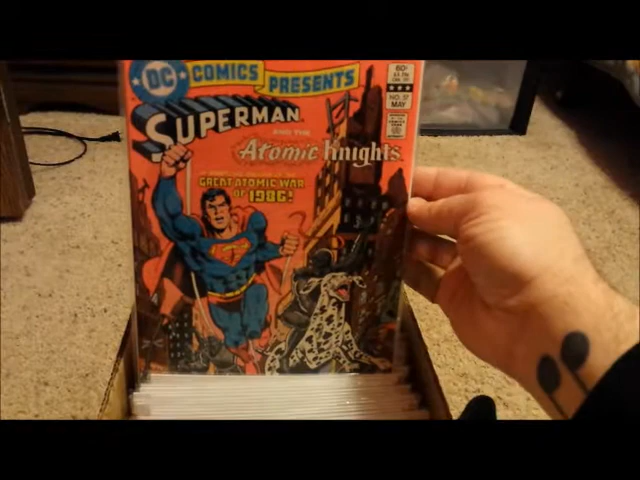 DC COMICS PRESENTS
60¢
NO. 57
MAY
SUPERMAN
AND THE
Atomic Knights
GREAT ATOMIC WAR
OF 1986!